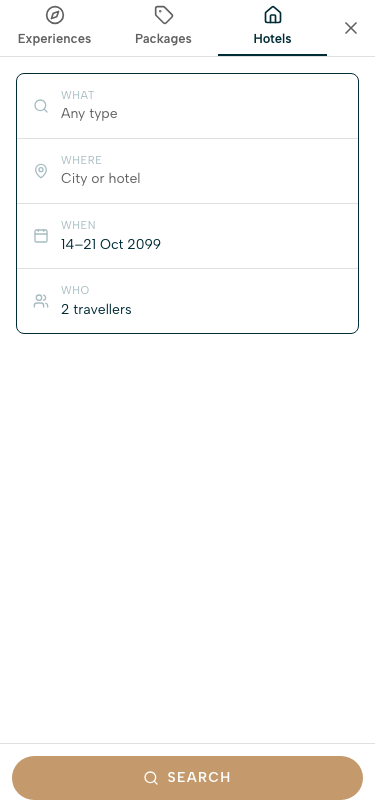 Experiences
Packages
Hotels
WHAT
Any type
WHERE
City or hotel
WHEN
14–21 Oct 2099
WHO
2 travellers
SEARCH